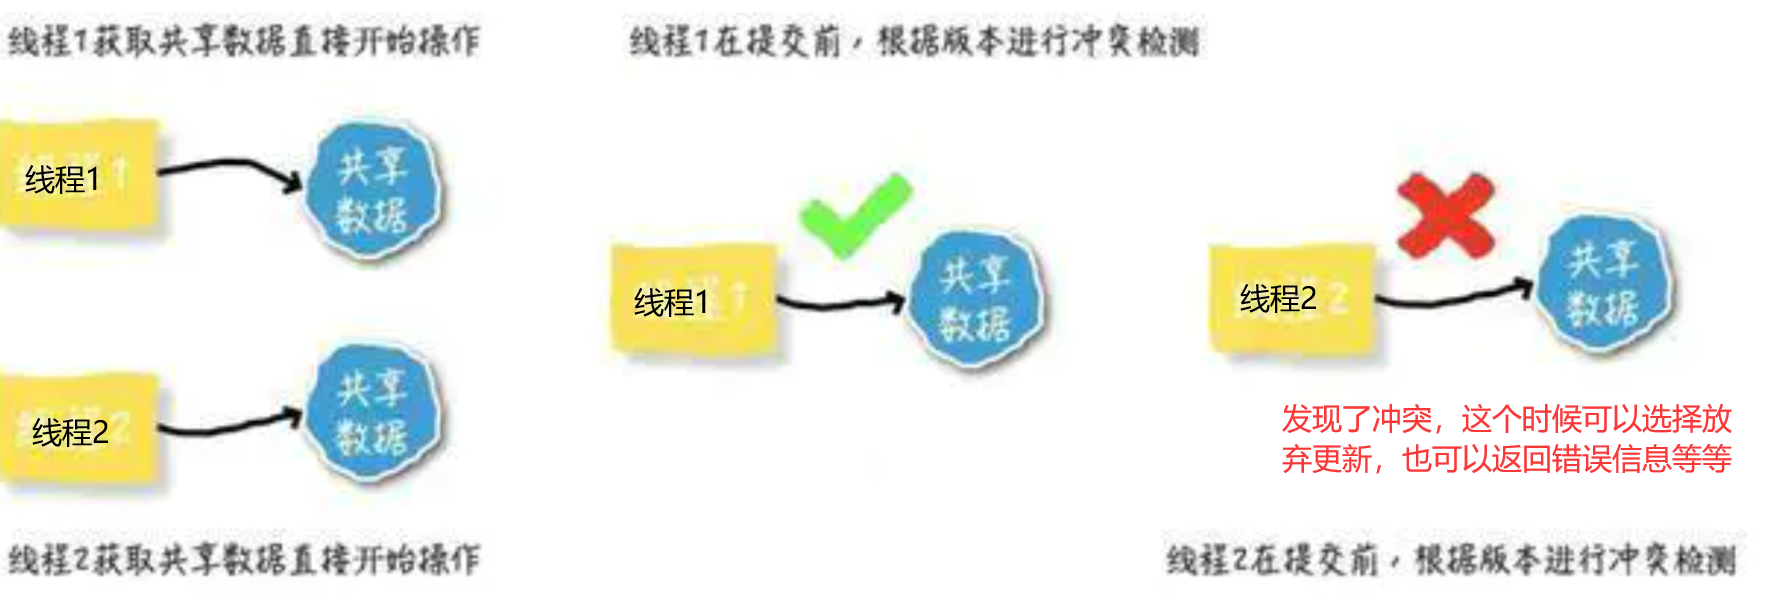 线程1获取共享数据直接开始操作
线程1
共享
数据
线程2
共享
数据
线程2获取共享数据直接开始操作
线程1在提交前，根据版本进行冲突检测
线程1
共享
数据
线程2
共享
数据
发现了冲突，这个时候可以选择放
弃更新，也可以返回错误信息等等
线程2在提交前，根据版本进行冲突检测